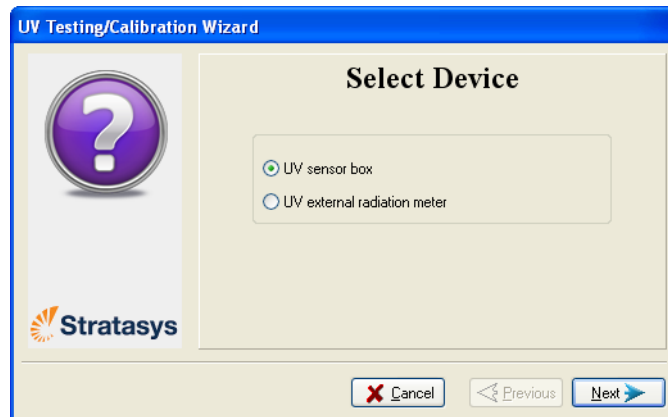 UV Testing/Calibration Wizard
Select Device
UV sensor box
UV external radiation meter
Stratasys
Cancel
Previous
Next